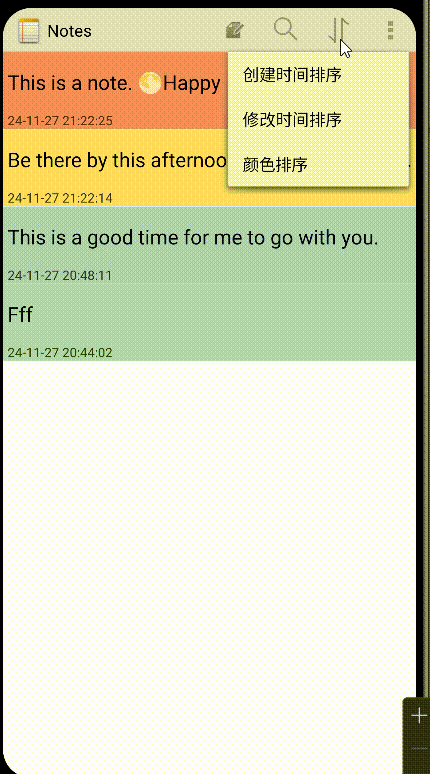 Notes
This is a note. 🌕Happy
24-11-27 21:22:25
创建时间排序
修改时间排序
颜色排序
Be there by this afternoo
24-11-27 21:22:14
This is a good time for me to go with you.
24-11-27 20:48:11
Fff
24-11-27 20:44:02